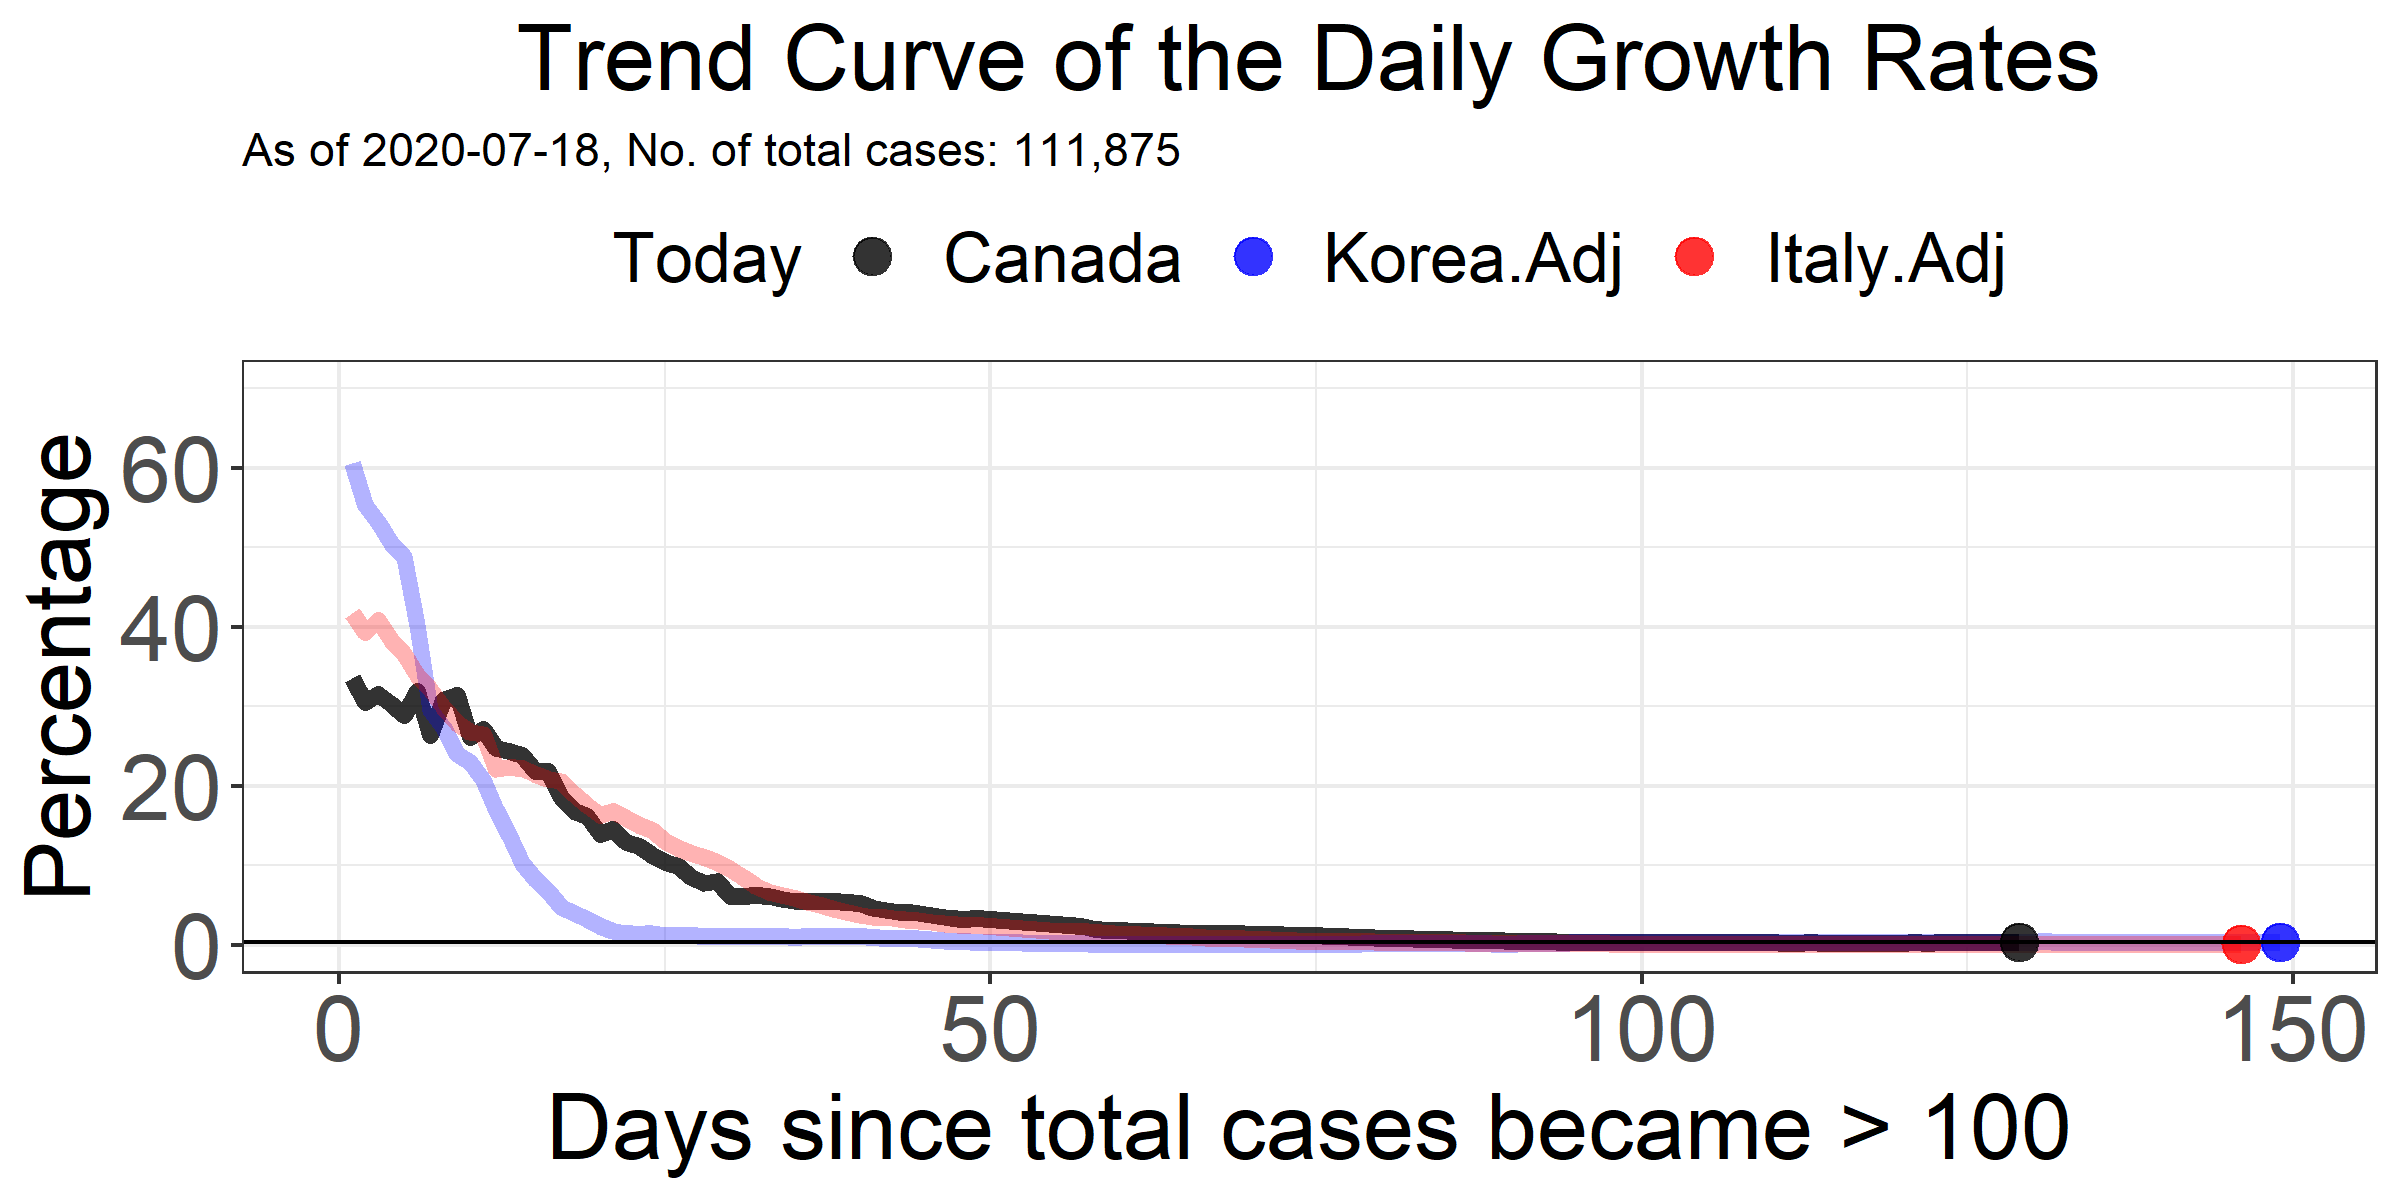 Trend Curve of the Daily Growth Rates
As of 2020-07-18, No. of total cases: 111,875
Today Canada Korea.Adj Italy.Adj
Percentage
60
40
20
0
0 50 100 150
Days since total cases became > 100